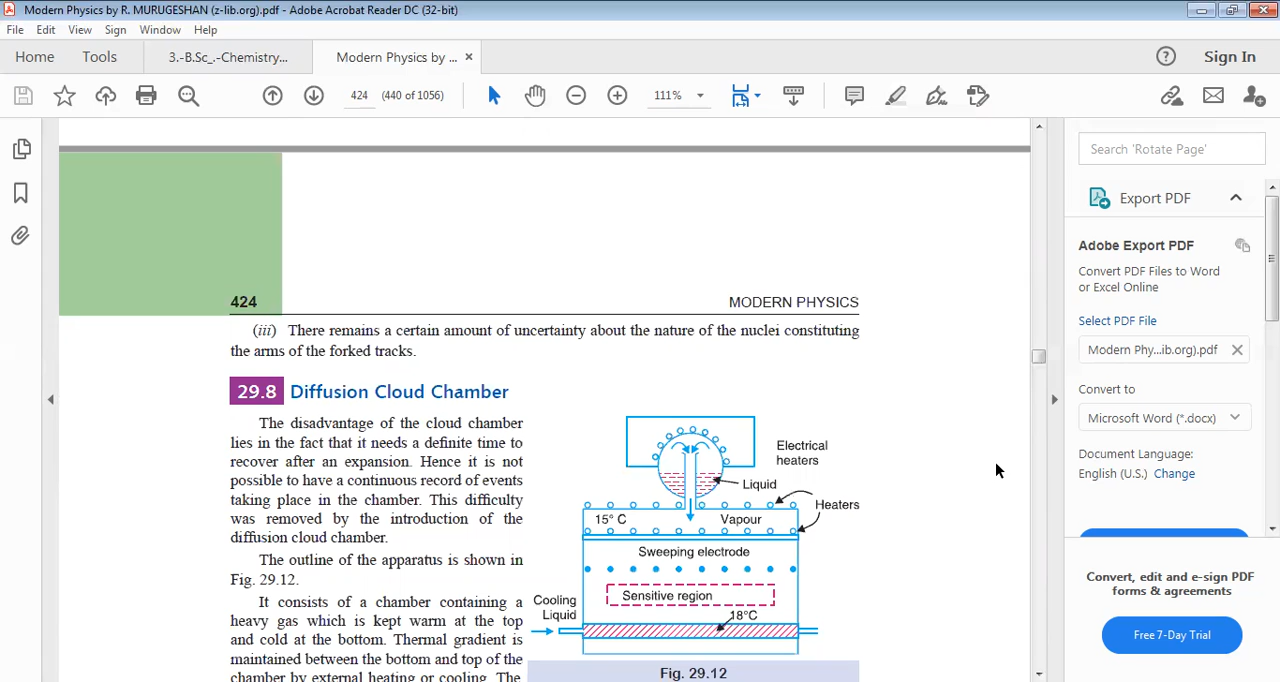 Modern Physics by R. MURUGESHAN (z-lib.org).pdf - Adobe Acrobat Reader DC (32-bit)
File Edit View Sign Window Help
Home Tools 3.-B.Sc_.-Chemistry... Modern Physics by ... × Sign In
424 (440 of 1056) 111%
Search 'Rotate Page'
Export PDF
Adobe Export PDF
Convert PDF Files to Word
or Excel Online
Select PDF File
Modern Phy...ib.org).pdf
Convert to
Microsoft Word (*.docx)
Document Language:
English (U.S.) Change
Convert, edit and e-sign PDF
forms & agreements
Free 7-Day Trial
424 MODERN PHYSICS
(iii) There remains a certain amount of uncertainty about the nature of the nuclei constituting
the arms of the forked tracks.
29.8 Diffusion Cloud Chamber
The disadvantage of the cloud chamber
lies in the fact that it needs a definite time to
recover after an expansion. Hence it is not
possible to have a continuous record of events
taking place in the chamber. This difficulty
was removed by the introduction of the
diffusion cloud chamber.
The outline of the apparatus is shown in
Fig. 29.12.
It consists of a chamber containing a
heavy gas which is kept warm at the top
and cold at the bottom. Thermal gradient is
maintained between the bottom and top of the
chamber by external heating or cooling. The
Electrical
heaters
Liquid
Heaters
15° C Vapour
Sweeping electrode
Sensitive region
Cooling
Liquid
18°C
Fig. 29.12